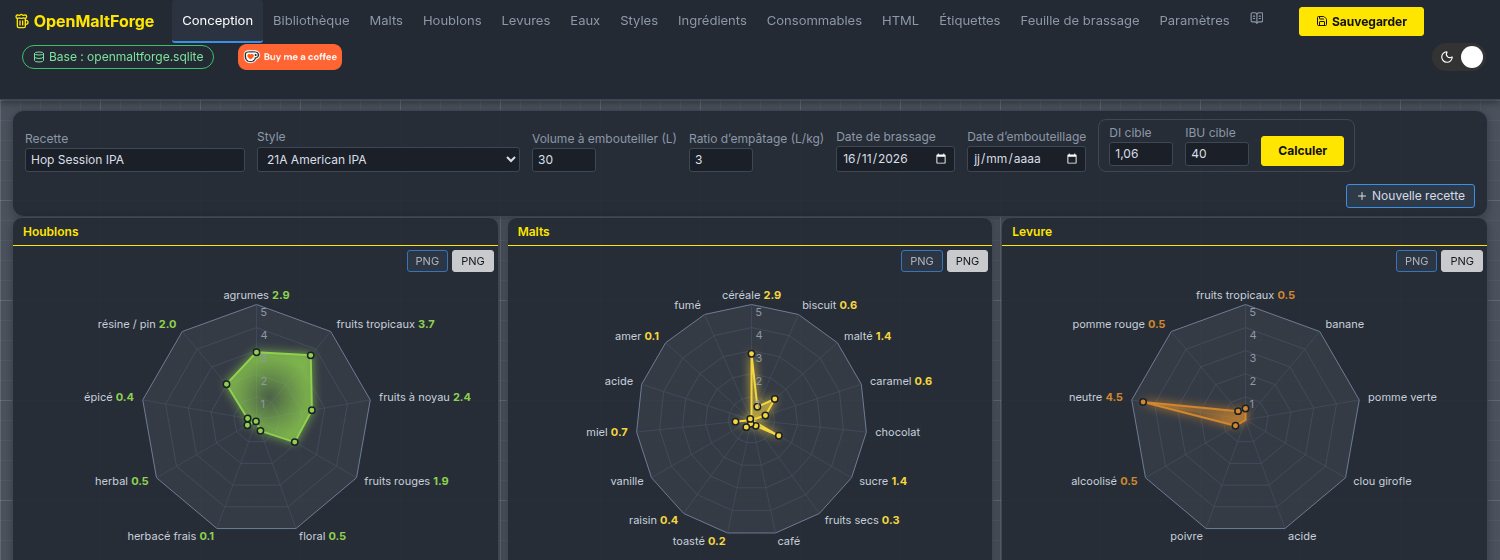 OpenMaltForge Conception Bibliothèque Malts Houblons Levures Eaux Styles Ingrédients Consommables HTML Étiquettes Feuille de brassage Paramètres Sauvegarder
Base : openmaltforge.sqlite Buy me a coffee
Recette Style Volume à embouteiller (L) Ratio d’empâtage (L/kg) Date de brassage Date d’embouteillage DI cible IBU cible
Hop Session IPA 21A American IPA 30 3 16/11/2026 jj/mm/aaaa 1,06 40 Calculer
+ Nouvelle recette
Houblons
PNG PNG
agrumes 2.9
fruits tropicaux 3.7
fruits à noyau 2.4
fruits rouges 1.9
floral 0.5
herbacé frais 0.1
herbal 0.5
épicé 0.4
résine / pin 2.0
5
4
3
2
1
Malts
PNG PNG
céréale 2.9
biscuit 0.6
malté 1.4
caramel 0.6
chocolat
sucre 1.4
fruits secs 0.3
café
toasté 0.2
raisin 0.4
vanille
miel 0.7
acide
amer 0.1
fumé
5
4
3
2
Levure
PNG PNG
fruits tropicaux 0.5
banane
pomme verte
clou girofle
acide
poivre
alcoolisé 0.5
neutre 4.5
pomme rouge 0.5
5
4
3
2
1